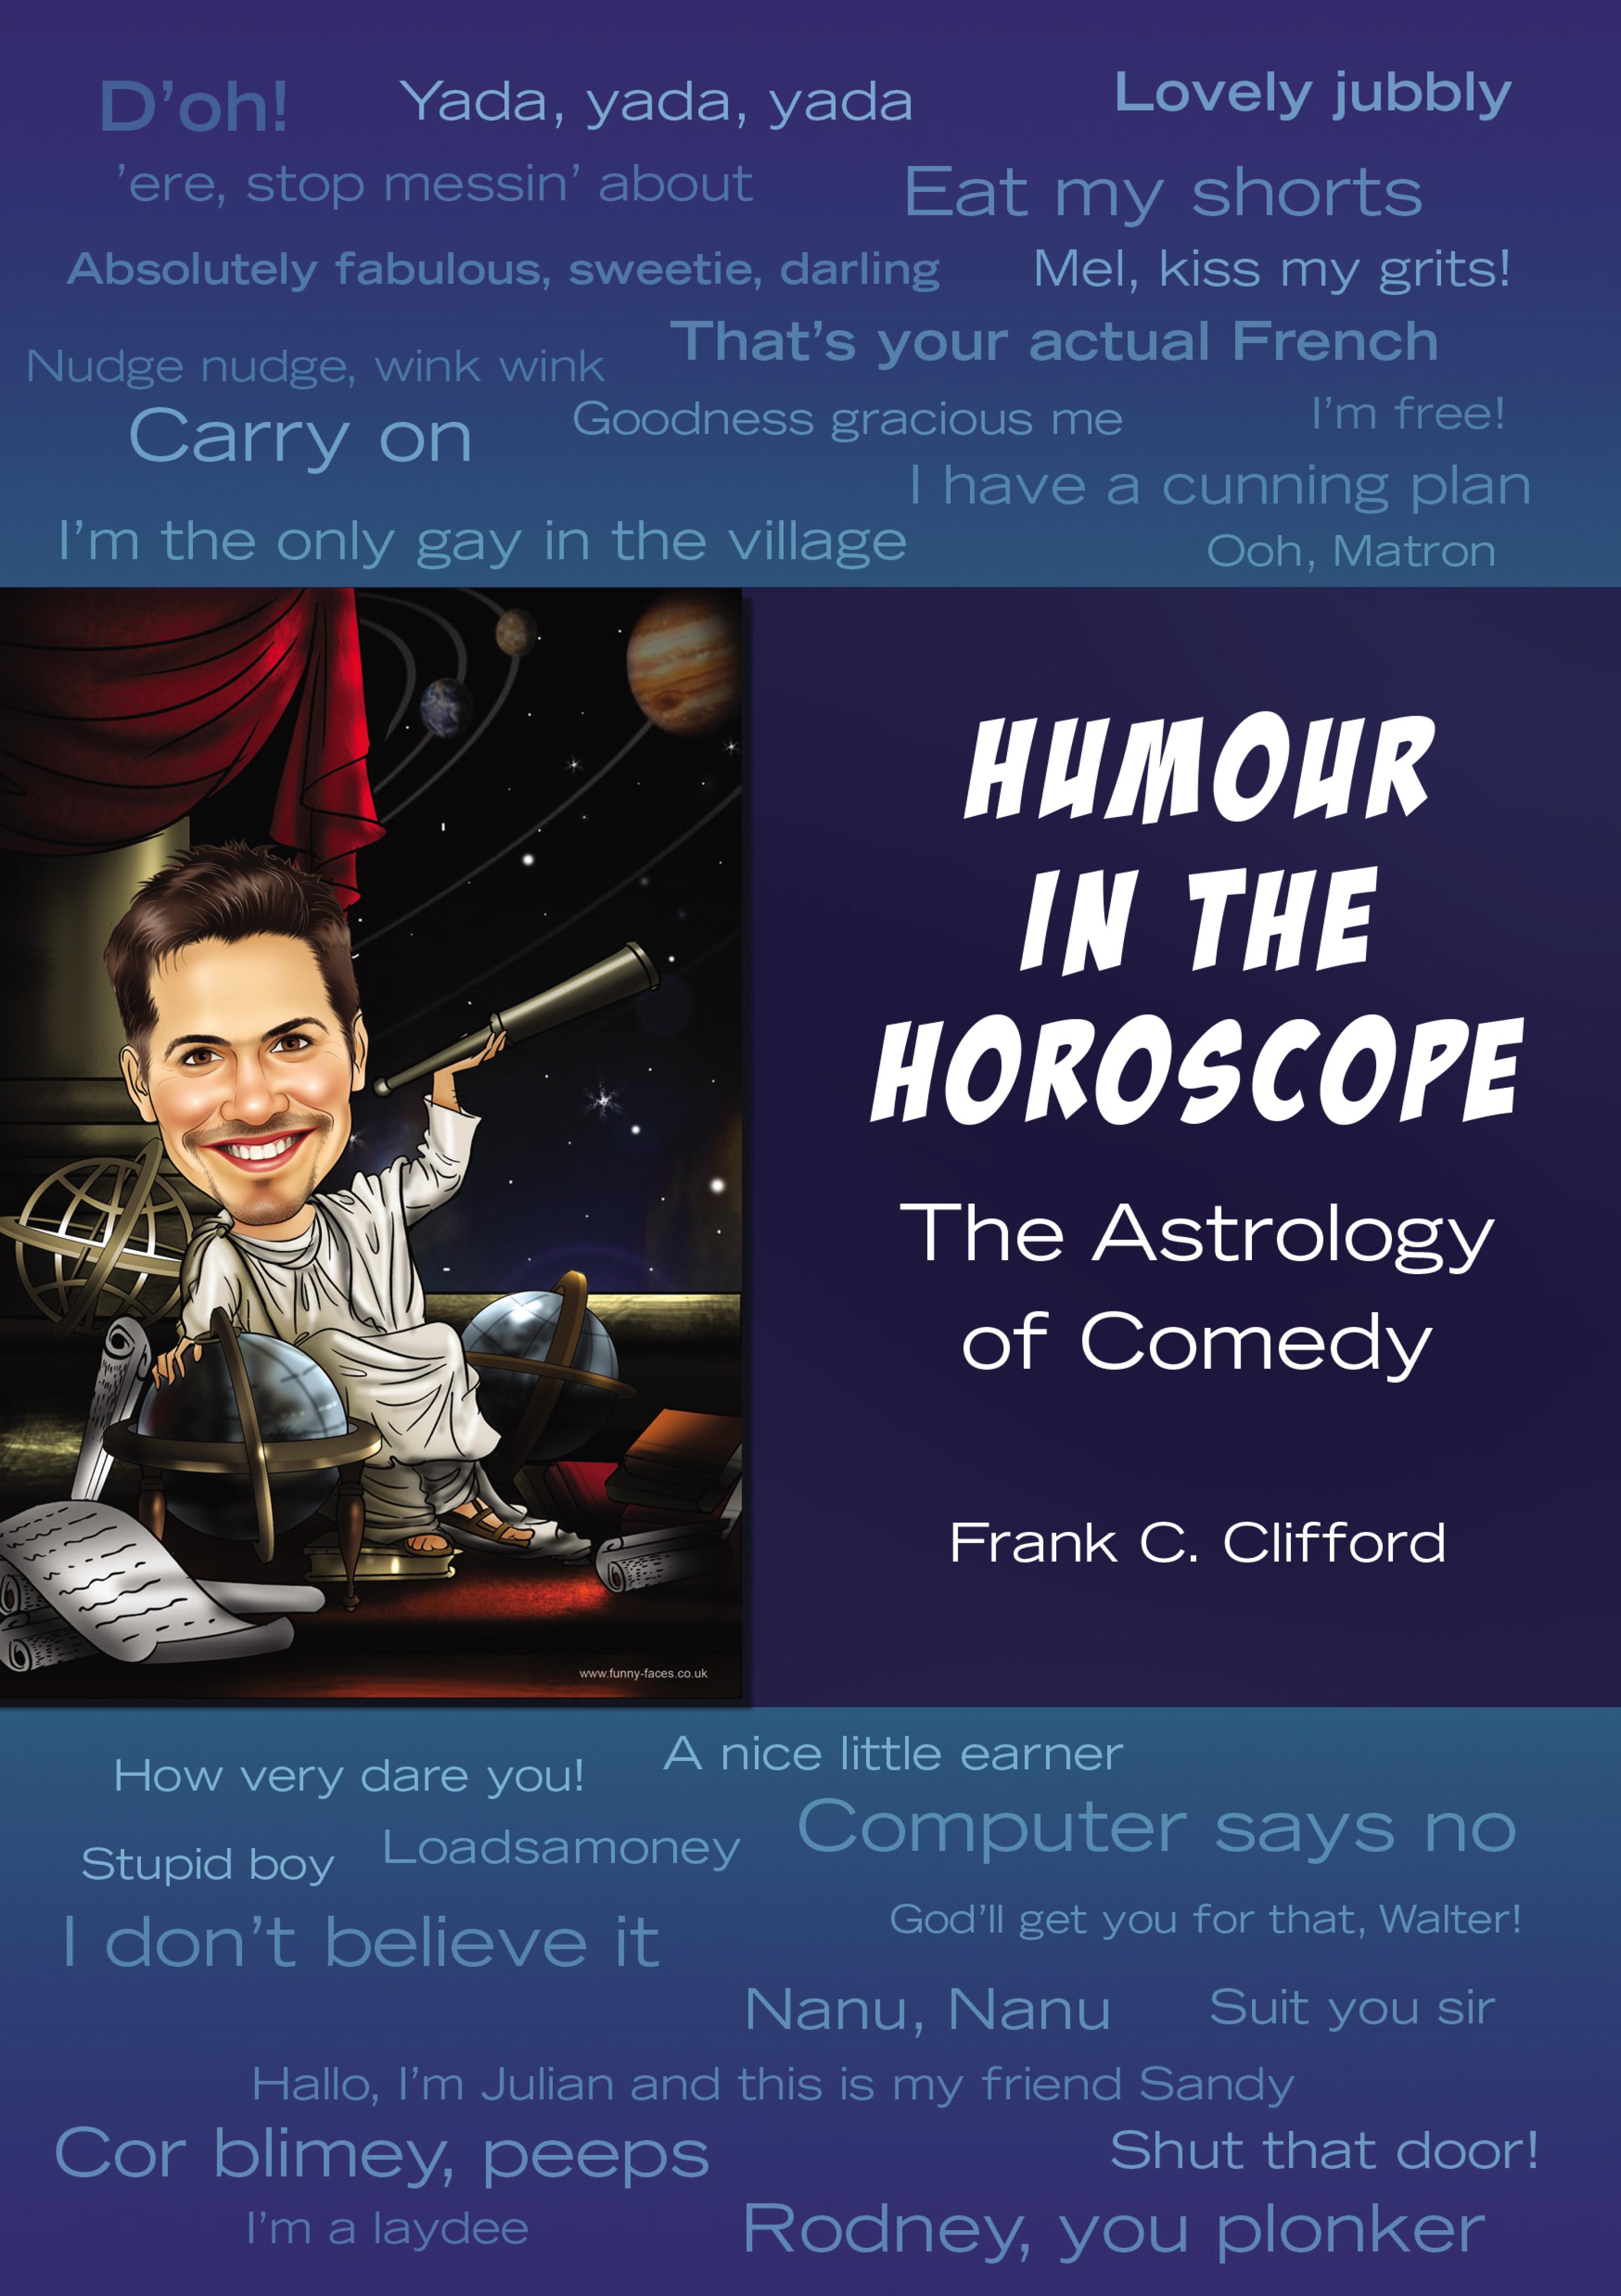 D'oh!
Yada, yada, yada
Lovely jubbly
'ere, stop messin' about
Eat my shorts
Absolutely fabulous, sweetie, darling
Mel, kiss my grits!
That's your actual French
Nudge nudge, wink wink
Carry on
Goodness gracious me
I'm free!
I have a cunning plan
I'm the only gay in the village
Ooh, Matron
HUMOUR
IN THE
HOROSCOPE
The Astrology
of Comedy
Frank C. Clifford
www.funny-faces.co.uk
How very dare you!
A nice little earner
Computer says no
Stupid boy
Loadsamoney
I don't believe it
God'll get you for that, Walter!
Nanu, Nanu
Suit you sir
Hallo, I'm Julian and this is my friend Sandy
Cor blimey, peeps
Shut that door!
I'm a laydee
Rodney, you plonker